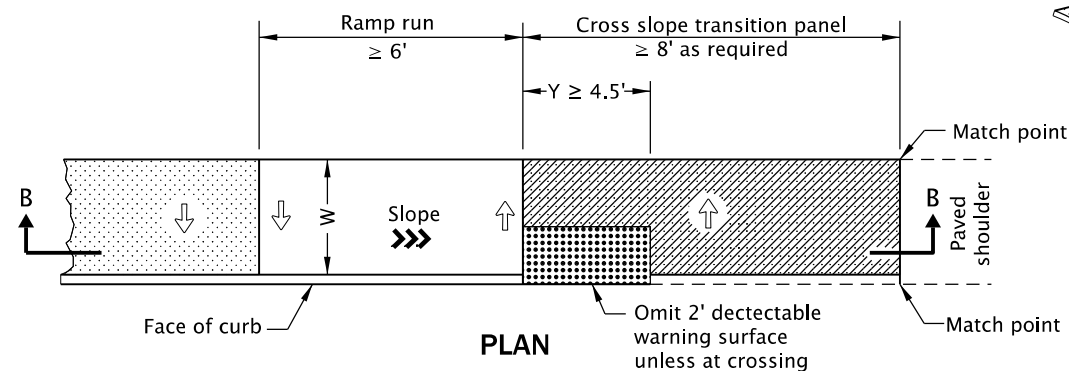 Ramp run
≥ 6'
Cross slope transition panel
≥ 8' as required
Y ≥ 4.5'
Match point
B
W
Slope
B
Paved
shoulder
Face of curb
Omit 2' dectectable
warning surface
unless at crossing
Match point
PLAN